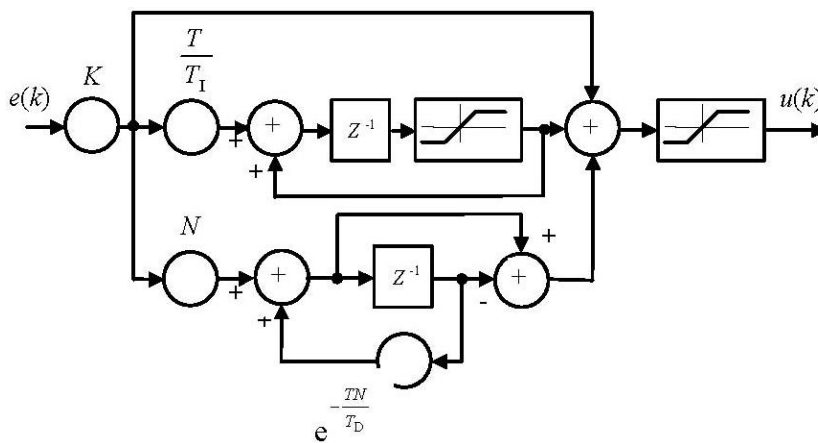 T
T_I
K
e(k)
u(k)
+
+
+
+
Z⁻¹
N
+
+
+
+
+
-
Z⁻¹
e^{-TN/T_D}